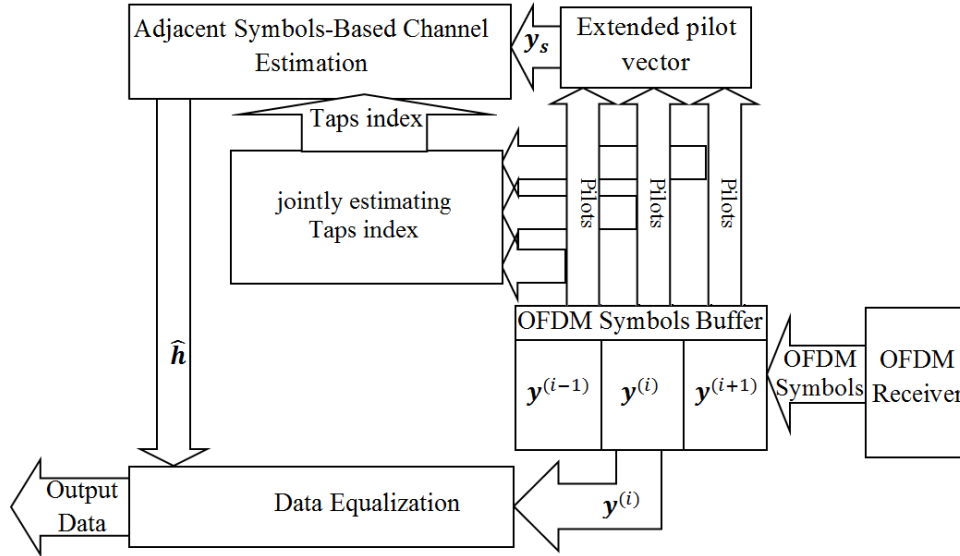 Adjacent Symbols-Based Channel
Estimation
y_s
Extended pilot
vector
Taps index
jointly estimating
Taps index
Pilots
Pilots
Pilots
OFDM Symbols Buffer
y^{(i−1)}
y^{(i)}
y^{(i+1)}
OFDM
Symbols
OFDM
Receiver
ĥ
Output
Data
Data Equalization
y^{(i)}